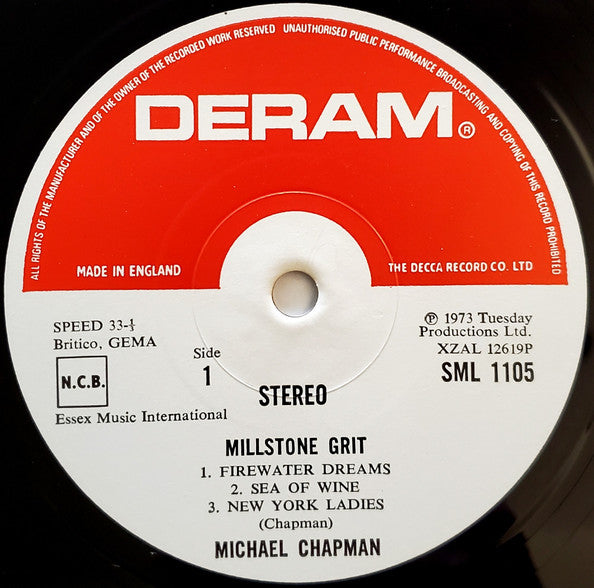 ALL RIGHTS OF THE MANUFACTURER AND OF THE OWNER OF THE RECORDED WORK RESERVED UNAUTHORISED PUBLIC PERFORMANCE BROADCASTING AND COPYING OF THIS RECORD PROHIBITED
DERAM®
MADE IN ENGLAND
THE DECCA RECORD CO. LTD
SPEED 33-⅓
Britico, GEMA
N.C.B.
Essex Music International
Side
1
STEREO
℗ 1973 Tuesday
Productions Ltd.
XZAL 12619P
SML 1105
MILLSTONE GRIT
1. FIREWATER DREAMS
2. SEA OF WINE
3. NEW YORK LADIES
(Chapman)
MICHAEL CHAPMAN